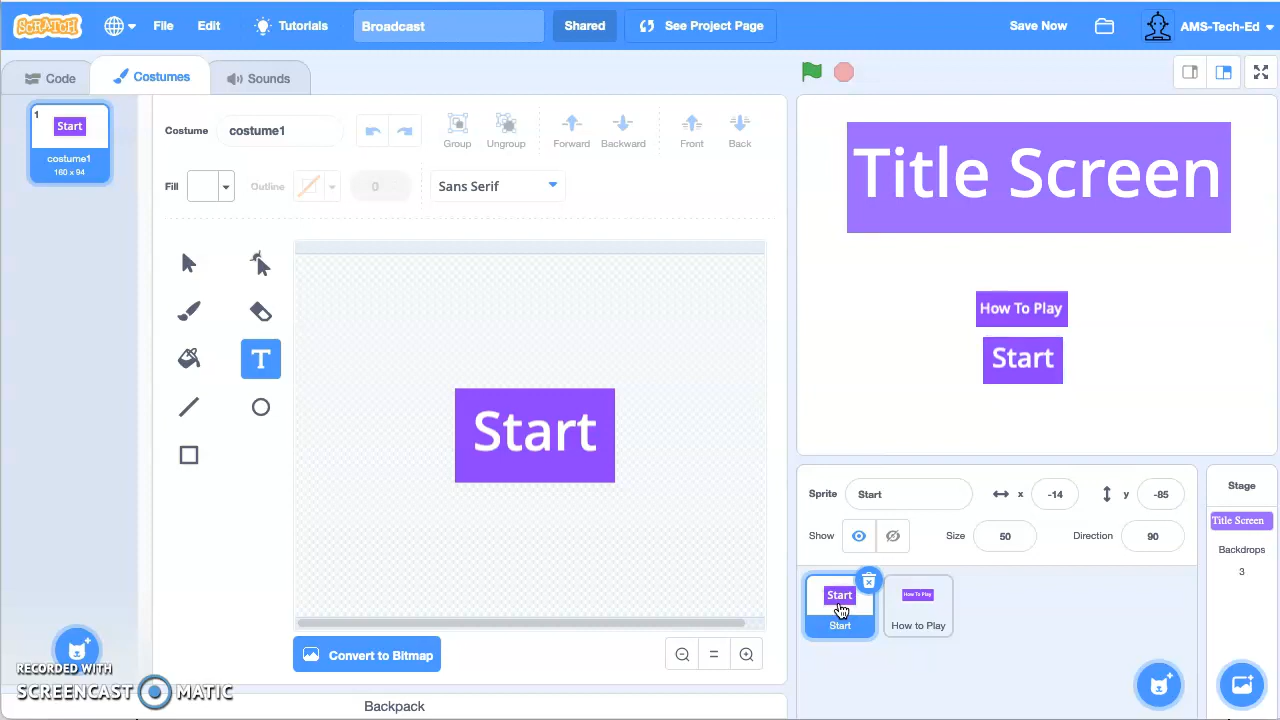 SCRATCH
File
Edit
Tutorials
Broadcast
Shared
See Project Page
Save Now
AMS-Tech-Ed
Code
Costumes
Sounds
1
Start
costume1
160 x 94
Costume
costume1
Group
Ungroup
Forward
Backward
Front
Back
Fill
Outline
0
Sans Serif
T
Start
Convert to Bitmap
Backpack
RECORDED WITH
SCREENCAST MATIC
Title Screen
How To Play
Start
Sprite
Start
x
-14
y
-85
Show
Size
50
Direction
90
Start
Start
How To Play
How to Play
Stage
Title Screen
Backdrops
3